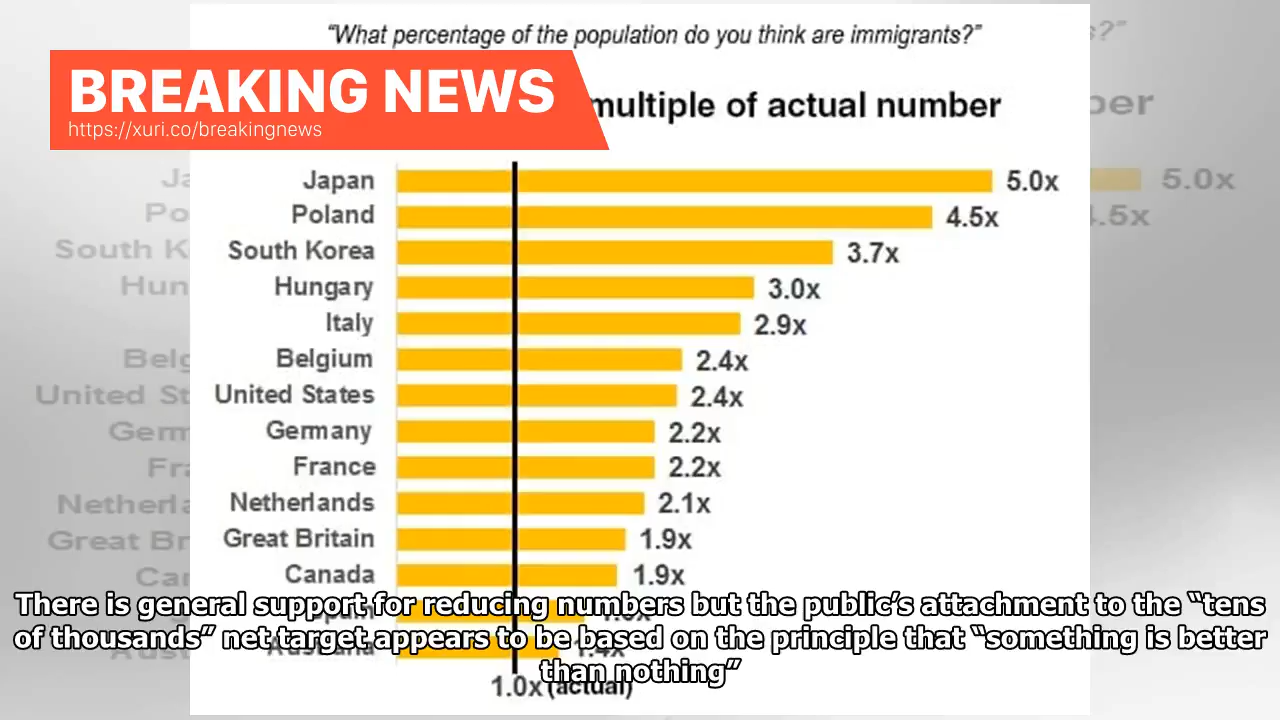 “What percentage of the population do you think are immigrants?”
BREAKING NEWS
https://xuri.co/breakingnews
multiple of actual number
Japan 5.0x
Poland 4.5x
South Korea 3.7x
Hungary 3.0x
Italy 2.9x
Belgium 2.4x
United States 2.4x
Germany 2.2x
France 2.2x
Netherlands 2.1x
Great Britain 1.9x
Canada 1.9x
There is general support for reducing numbers but the public’s attachment to the “tens
of thousands” net target appears to be based on the principle that “something is better
than nothing”
Australia 1.4x
1.0x (actual)